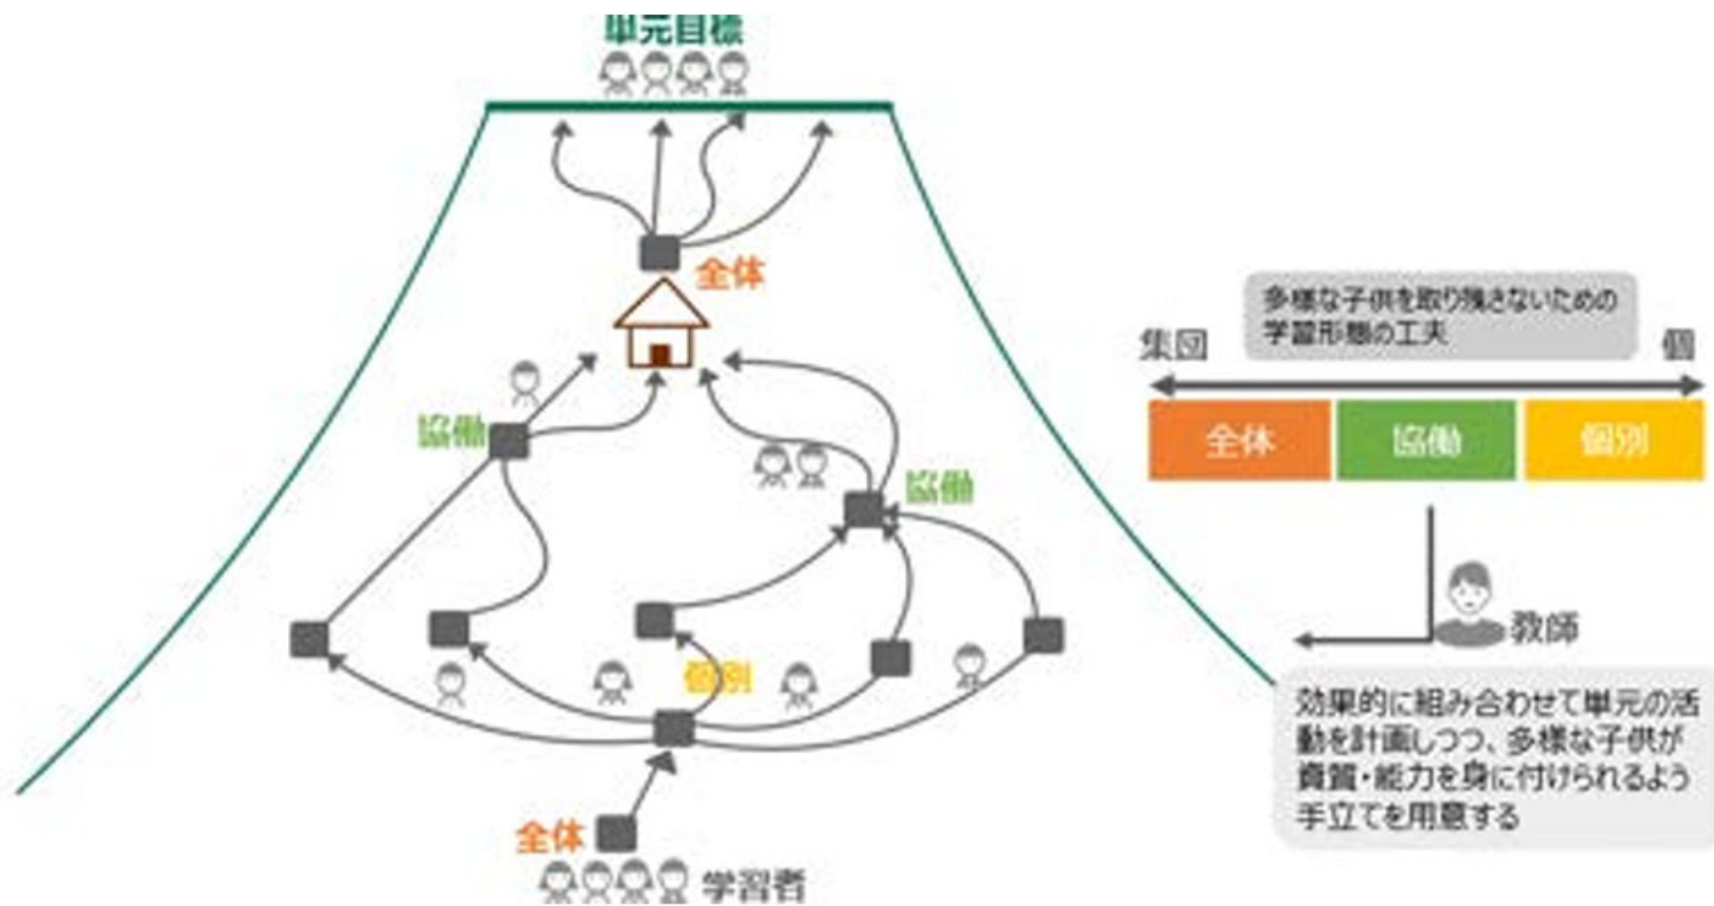 単元目標
全体
協働
協働
個別
全体
学習者
多様な子供を取り残さないための
学習形態の工夫
集団
個
全体
協働
個別
教師
効果的に組み合わせて単元の活
動を計画しつつ、多様な子供が
資質・能力を身に付けられるよう
手立てを用意する